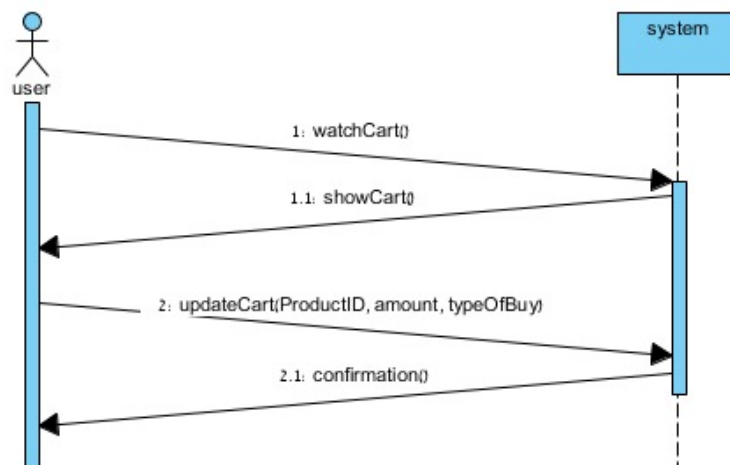 system
user
1: watchCart()
1.1: showCart()
2: updateCart(ProductID, amount, typeOfBuy)
2.1: confirmation()